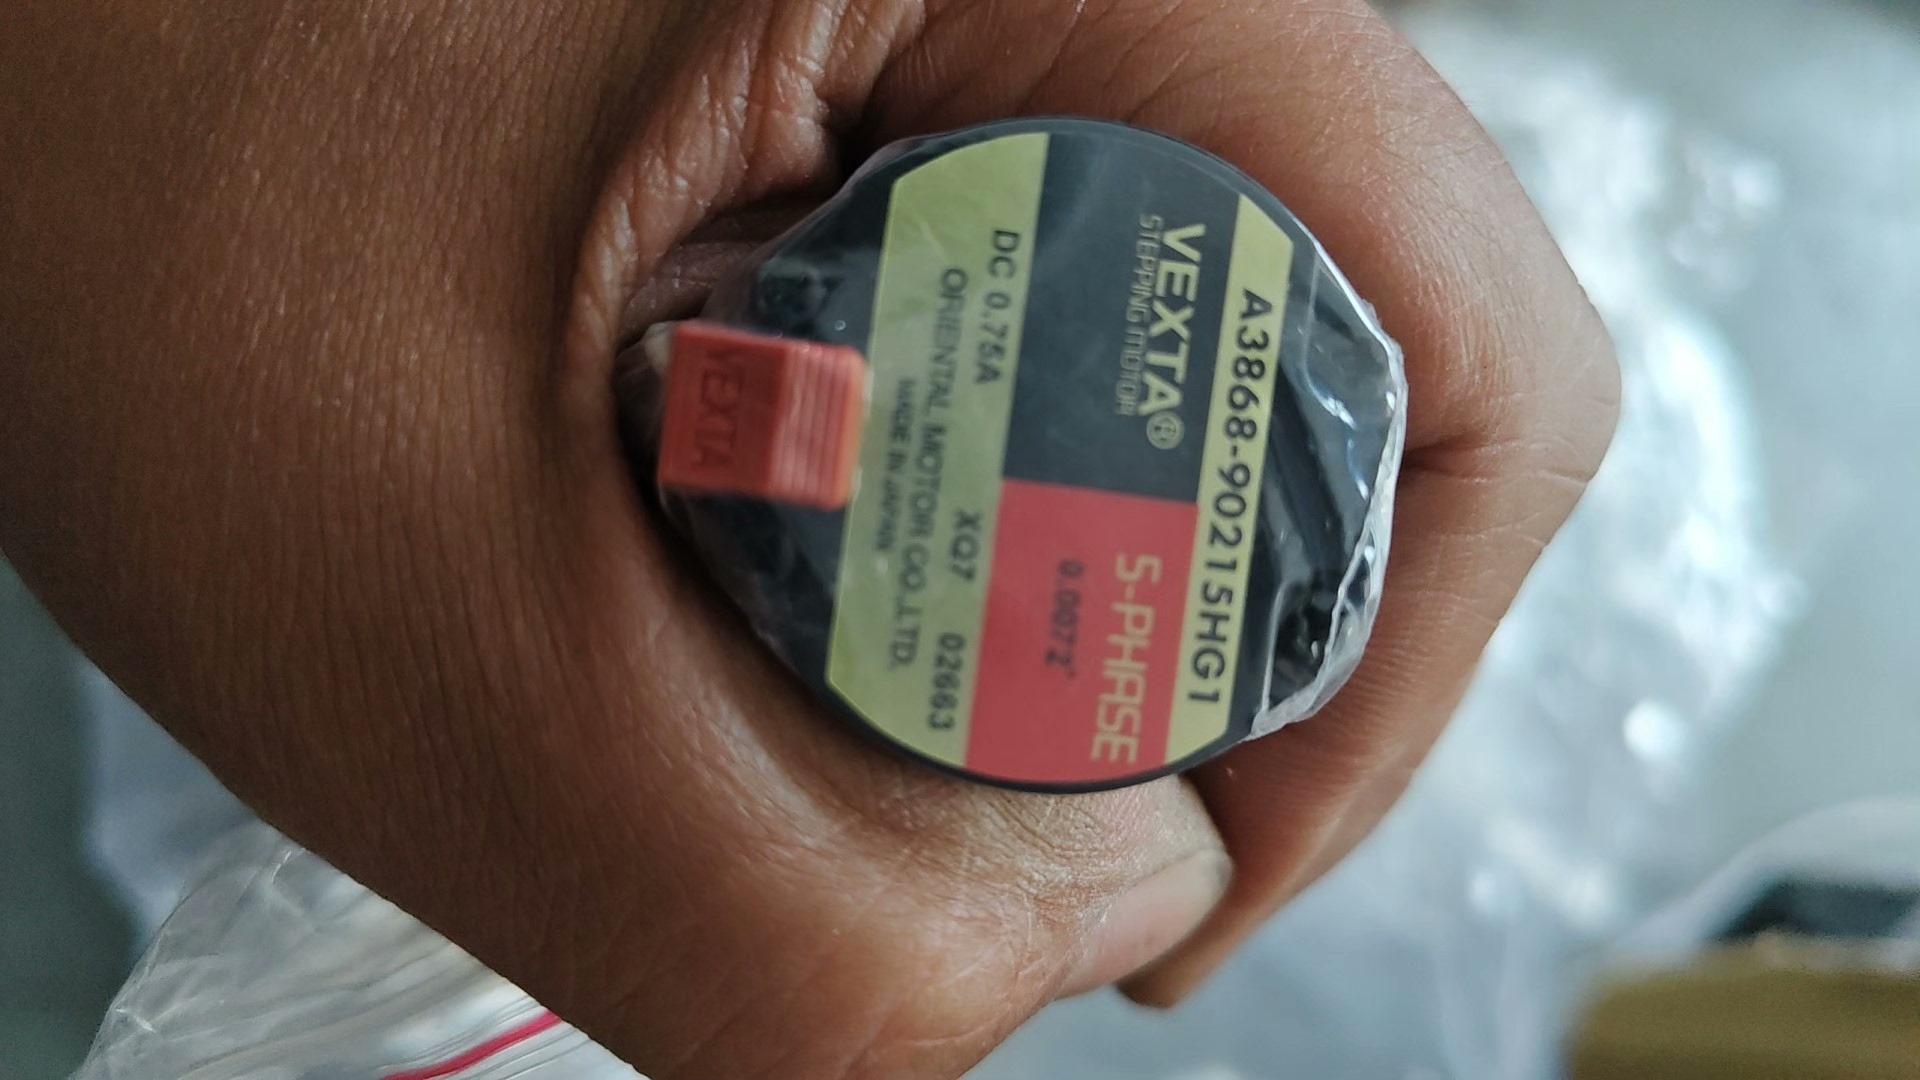 A3868-90215HG1
VEXTA®
STEPPING MOTOR
5-PHASE
0.0072°
DC 0.75A
XQ7 02663
ORIENTAL MOTOR CO.,LTD.
MADE IN JAPAN
VEXTA